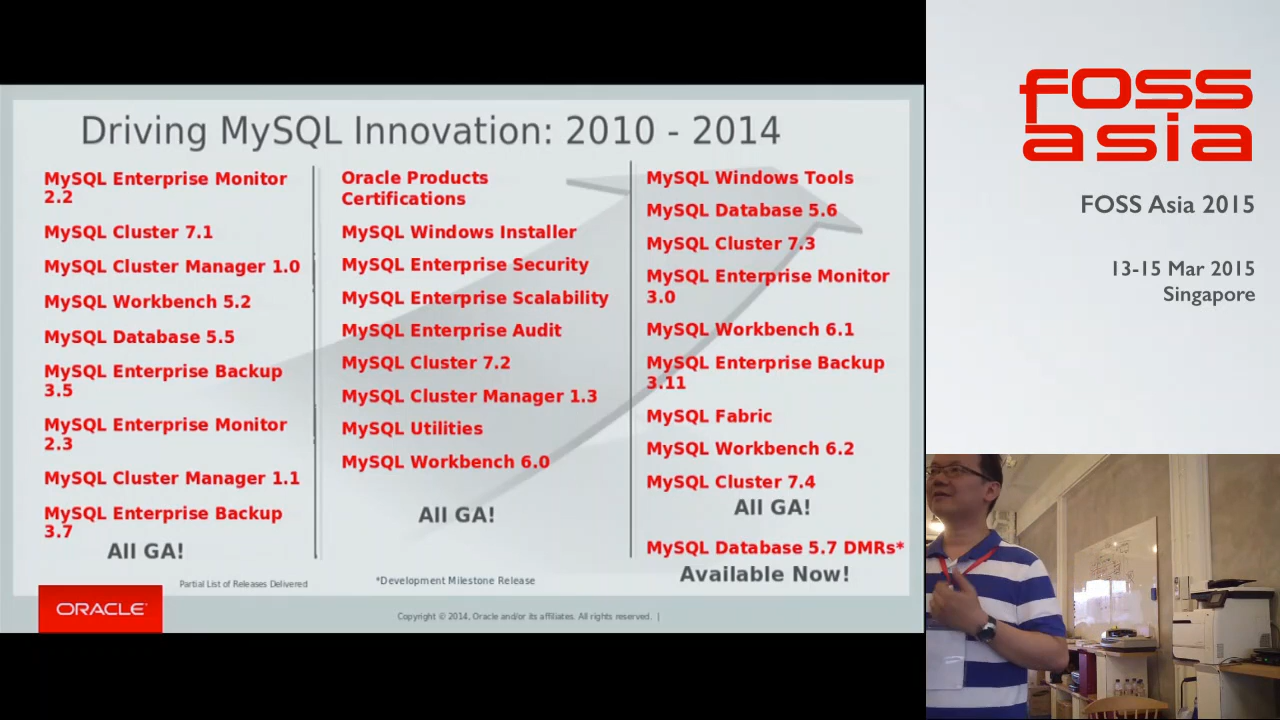 Driving MySQL Innovation: 2010 - 2014
MySQL Enterprise Monitor
2.2
MySQL Cluster 7.1
MySQL Cluster Manager 1.0
MySQL Workbench 5.2
MySQL Database 5.5
MySQL Enterprise Backup
3.5
MySQL Enterprise Monitor
2.3
MySQL Cluster Manager 1.1
MySQL Enterprise Backup
3.7
All GA!
Oracle Products
Certifications
MySQL Windows Installer
MySQL Enterprise Security
MySQL Enterprise Scalability
MySQL Enterprise Audit
MySQL Cluster 7.2
MySQL Cluster Manager 1.3
MySQL Utilities
MySQL Workbench 6.0
All GA!
MySQL Windows Tools
MySQL Database 5.6
MySQL Cluster 7.3
MySQL Enterprise Monitor
3.0
MySQL Workbench 6.1
MySQL Enterprise Backup
3.11
MySQL Fabric
MySQL Workbench 6.2
MySQL Cluster 7.4
All GA!
MySQL Database 5.7 DMRs*
Available Now!
Partial List of Releases Delivered
*Development Milestone Release
ORACLE
Copyright © 2014, Oracle and/or its affiliates. All rights reserved. |
foss
asia
FOSS Asia 2015
13-15 Mar 2015
Singapore